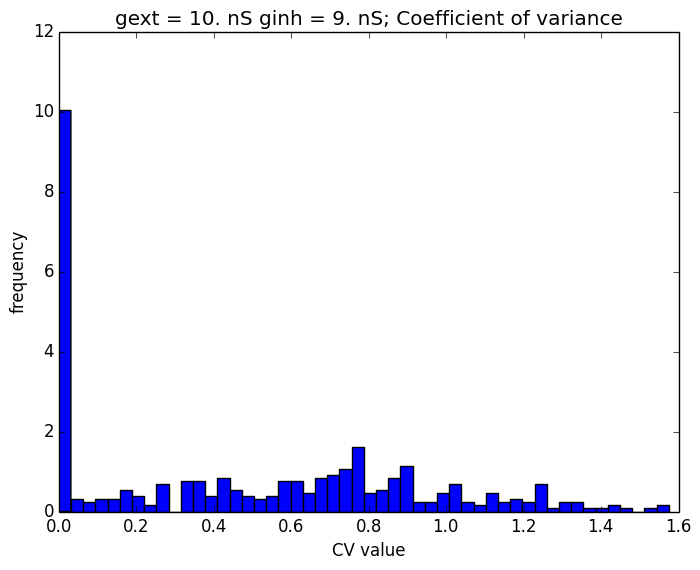 gext = 10. nS ginh = 9. nS; Coefficient of variance
12
10
8
6
4
2
0
frequency
0.0 0.2 0.4 0.6 0.8 1.0 1.2 1.4 1.6
CV value